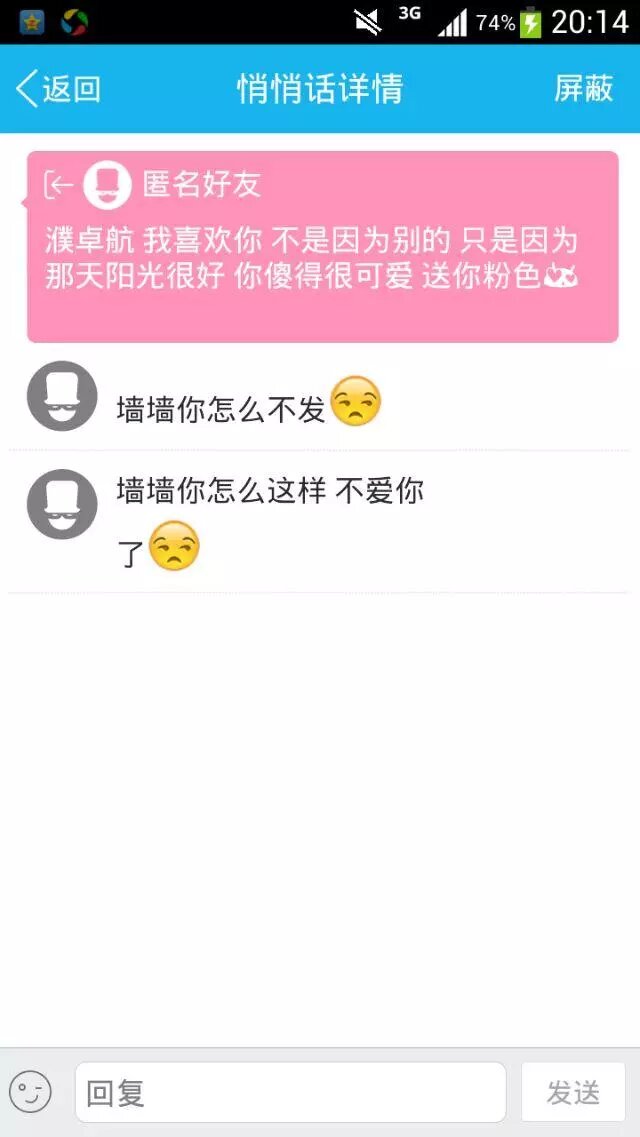 3G 74% 20:14
返回 悄悄话详情 屏蔽
匿名好友
濮卓航 我喜欢你 不是因为别的 只是因为
那天阳光很好 你傻得很可爱 送你粉色
墙墙你怎么不发
墙墙你怎么这样 不爱你
了
回复 发送